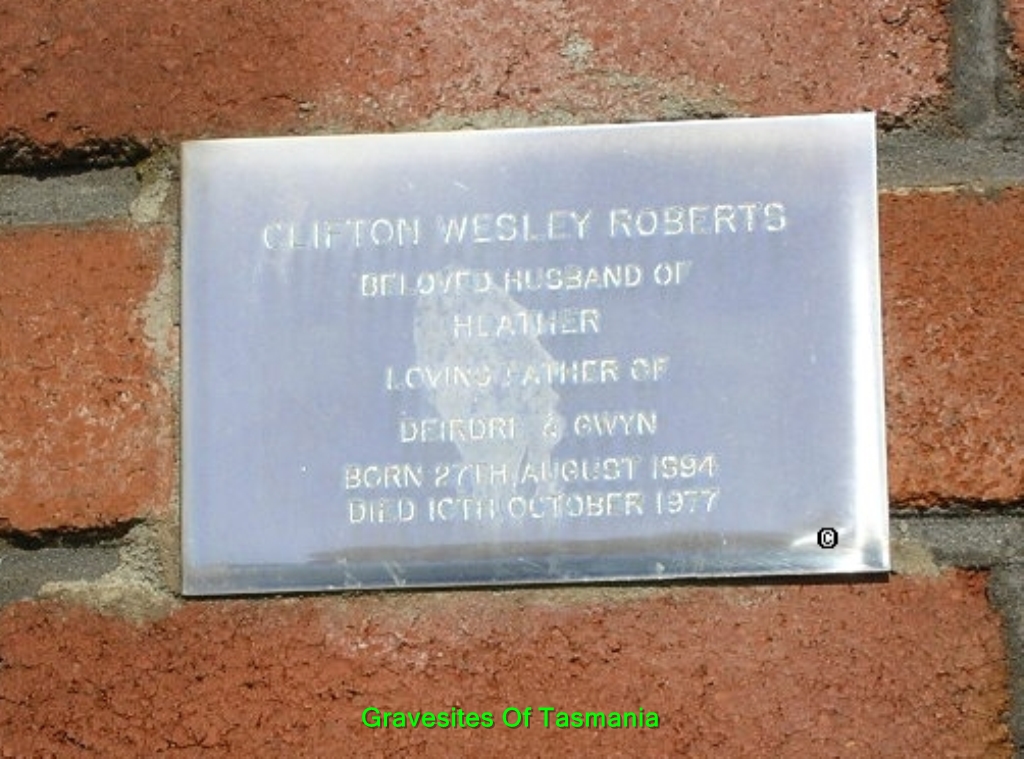 CLIFTON WESLEY ROBERTS
BELOVED HUSBAND OF
HEATHER
LOVING FATHER OF
DEIRDRE & GWYN
BORN 27TH AUGUST 1894
DIED 10TH OCTOBER 1977
©
Gravesites Of Tasmania